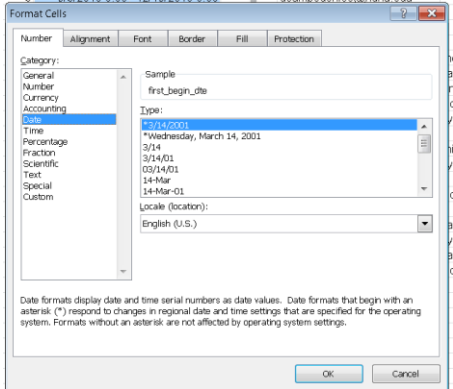 Format Cells
Number Alignment Font Border Fill Protection
Category:
General
Number
Currency
Accounting
Date
Time
Percentage
Fraction
Scientific
Text
Special
Custom
Sample
first_begin_dte
Type:
*3/14/2001
*Wednesday, March 14, 2001
3/14
3/14/01
03/14/01
14-Mar
14-Mar-01
Locale (location):
English (U.S.)
Date formats display date and time serial numbers as date values. Date formats that begin with an
asterisk (*) respond to changes in regional date and time settings that are specified for the operating
system. Formats without an asterisk are not affected by operating system settings.
OK Cancel